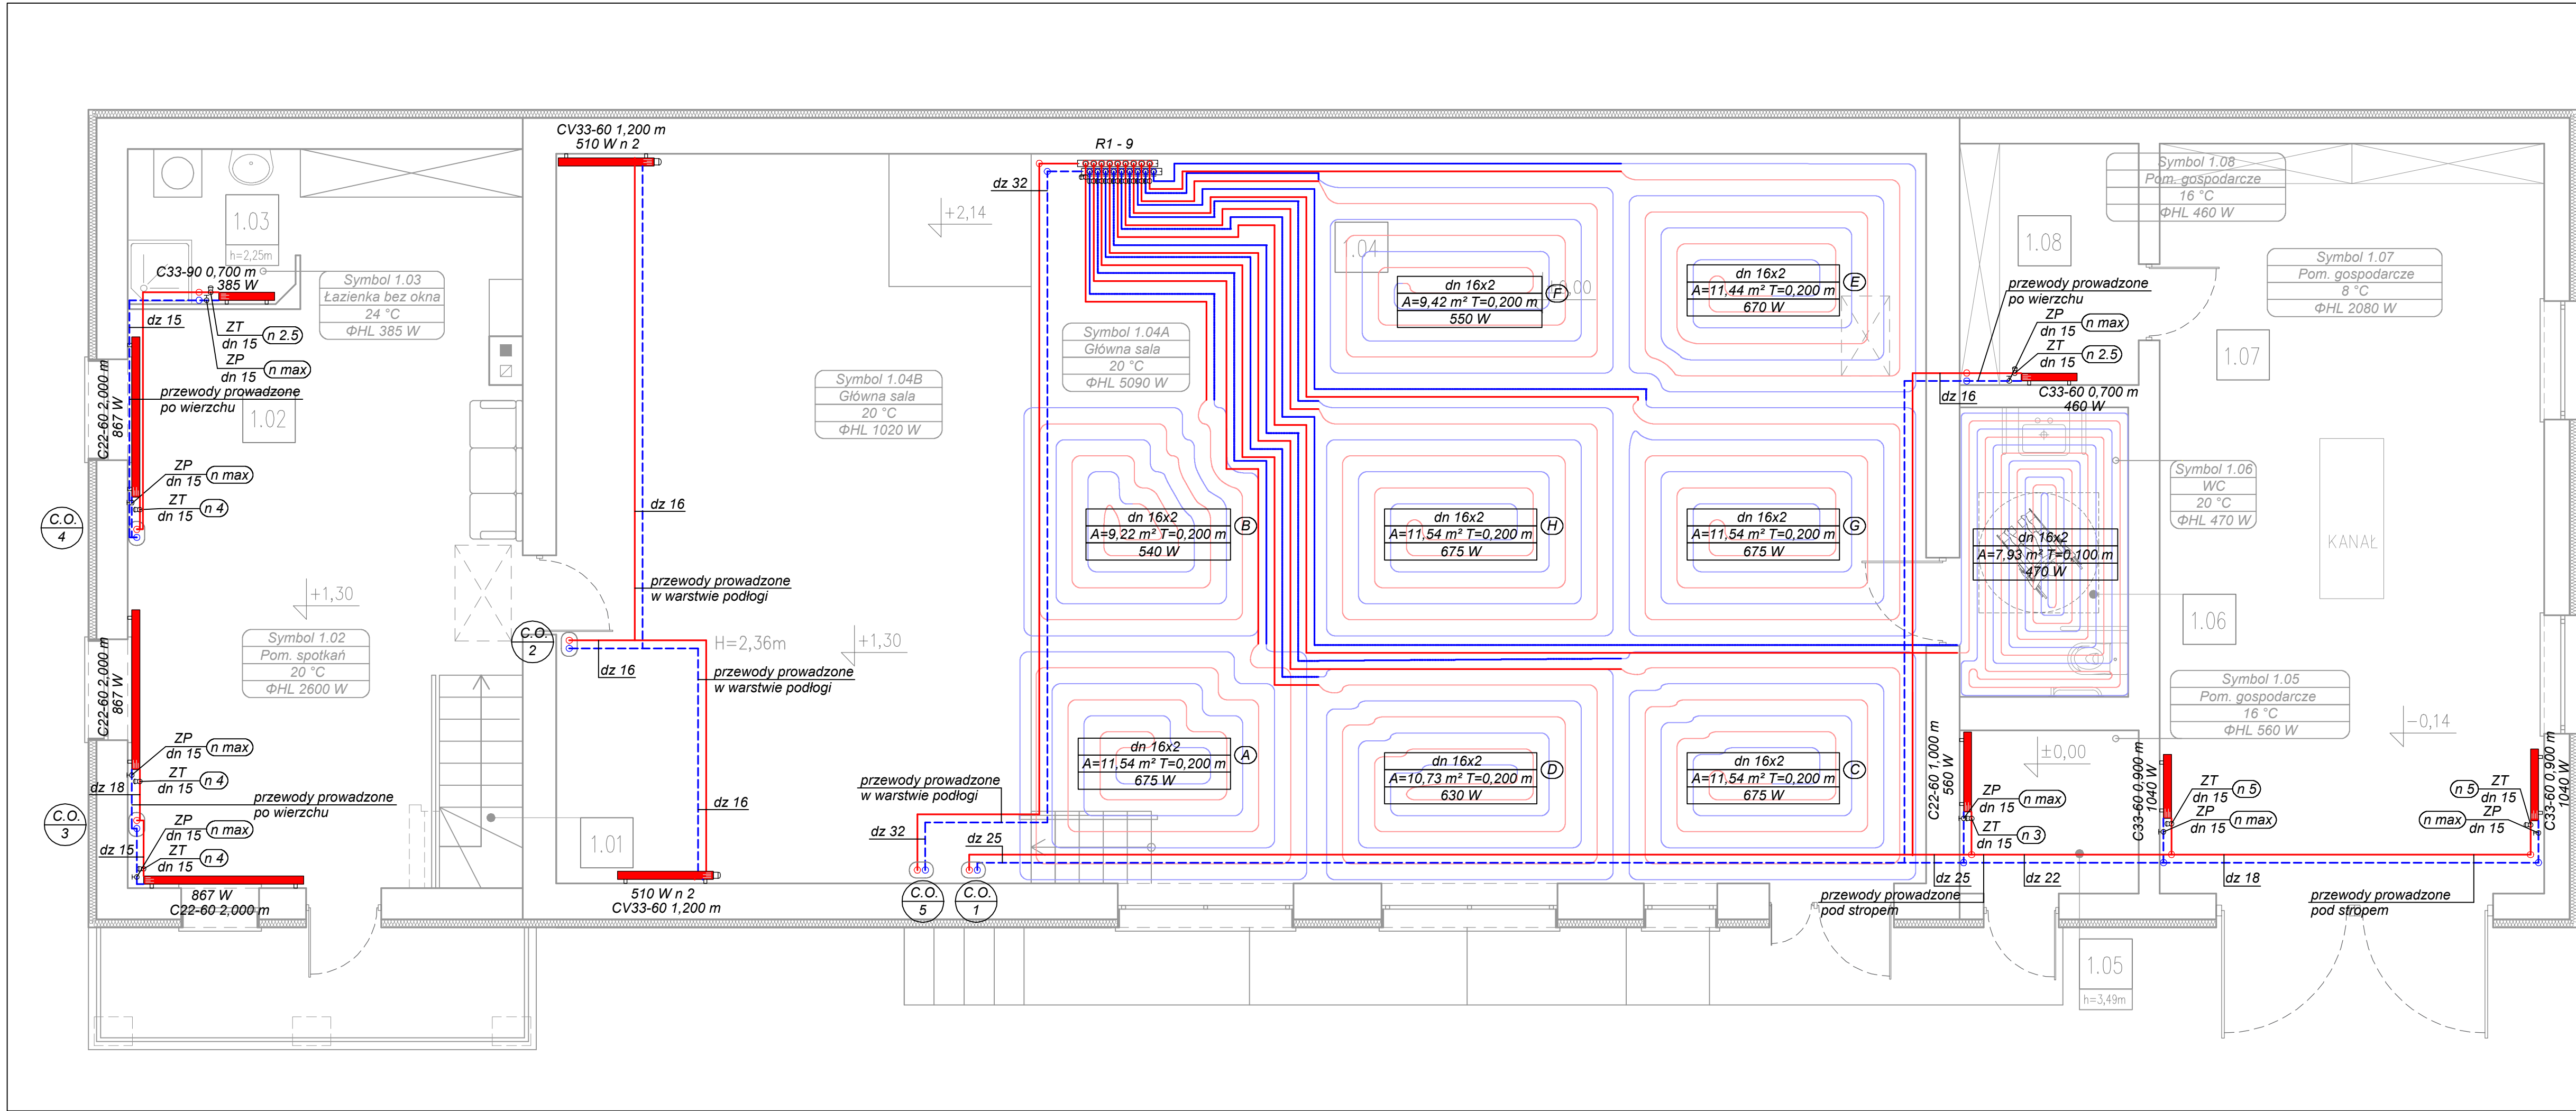 CV33-60 1,200 m
510 W n 2
R1 - 9
dz 32
+2,14
1.03
h=2,25m
C33-90 0,700 m
385 W
Symbol 1.03
Łazienka bez okna
24 °C
ΦHL 385 W
dz 15
ZT
dn 15
n 2.5
ZP
dn 15
n max
przewody prowadzone
po wierzchu
C22-60 2,000 m
867 W
1.02
ZP
dn 15
n max
ZT
dn 15
n 4
C.O.
4
+1,30
Symbol 1.02
Pom. spotkań
20 °C
ΦHL 2600 W
C22-60 2,000 m
867 W
ZP
dn 15
n max
ZT
dn 15
n 4
dz 18
przewody prowadzone
po wierzchu
C.O.
3
ZP
dn 15
n max
dz 15
ZT
dn 15
n 4
867 W
C22-60 2,000 m
1.01
C.O.
2
dz 16
dz 16
przewody prowadzone
w warstwie podłogi
H=2,36m
+1,30
przewody prowadzone
w warstwie podłogi
dz 16
510 W n 2
CV33-60 1,200 m
Symbol 1.04B
Główna sala
20 °C
ΦHL 1020 W
Symbol 1.04A
Główna sala
20 °C
ΦHL 5090 W
1.04
dn 16x2
A=9,42 m² T=0,200 m
550 W
F
0,00
dn 16x2
A=11,44 m² T=0,200 m
670 W
E
dn 16x2
A=9,22 m² T=0,200 m
540 W
B
dn 16x2
A=11,54 m² T=0,200 m
675 W
H
dn 16x2
A=11,54 m² T=0,200 m
675 W
G
dn 16x2
A=11,54 m² T=0,200 m
675 W
A
dn 16x2
A=10,73 m² T=0,200 m
630 W
D
dn 16x2
A=11,54 m² T=0,200 m
675 W
C
przewody prowadzone
w warstwie podłogi
dz 32
dz 25
C.O.
5
C.O.
1
Symbol 1.08
Pom. gospodarcze
16 °C
ΦHL 460 W
1.08
Symbol 1.07
Pom. gospodarcze
8 °C
ΦHL 2080 W
przewody prowadzone
po wierzchu
ZP
dn 15
n max
ZT
dn 15
n 2.5
1.07
dz 16
C33-60 0,700 m
460 W
Symbol 1.06
WC
20 °C
ΦHL 470 W
dn 16x2
A=7,93 m² T=0,100 m
470 W
KANAŁ
1.06
Symbol 1.05
Pom. gospodarcze
16 °C
ΦHL 560 W
-0,14
±0,00
C22-60 1,000 m
560 W
ZP
dn 15
n max
ZT
dn 15
n 3
C33-60 0,900 m
1040 W
ZT
dn 15
n 5
ZP
dn 15
n max
n 5
ZT
dn 15
n max
ZP
dn 15
C33-60 0,900 m
1040 W
dz 25
dz 22
dz 18
przewody prowadzone
pod stropem
przewody prowadzone
pod stropem
1.05
h=3,49m